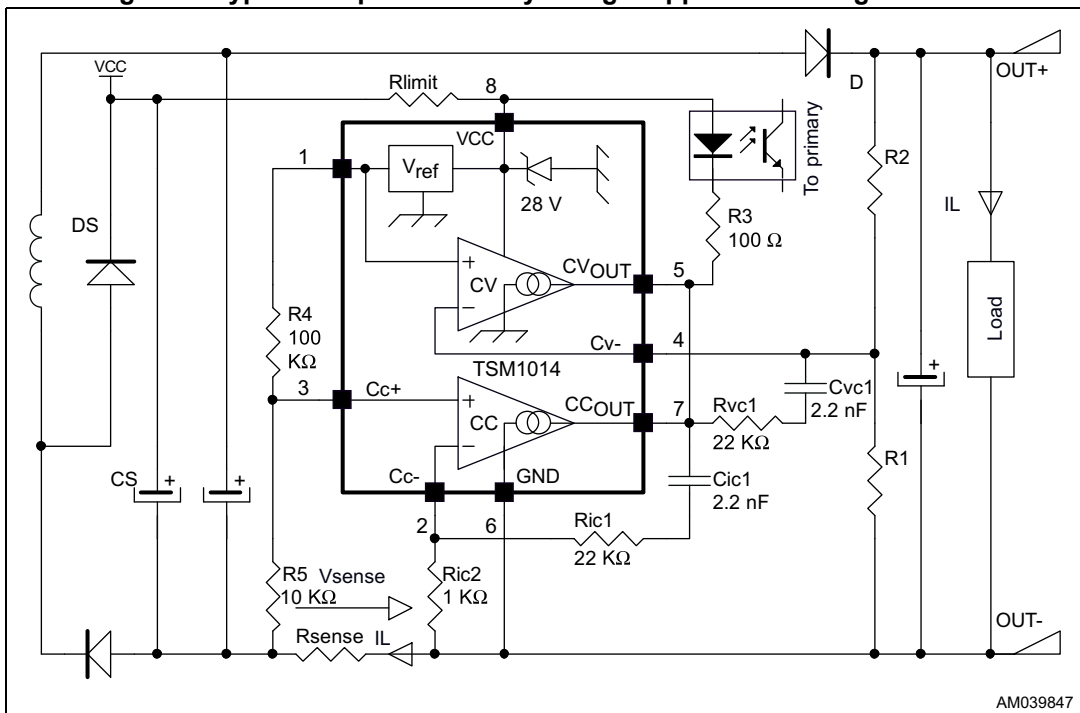 VCC
Rlimit
8
D
OUT+
VCC
To primary
1
Vref
28 V
R2
DS
R3
100 Ω
IL
CVOUT
5
CV
R4
100
KΩ
Cv-
4
Load
TSM1014
3
Cc+
Cvc1
2.2 nF
CC
CCOUT
7
Rvc1
22 KΩ
R1
CS
Cc-
GND
Cic1
2.2 nF
2
6
Ric1
22 KΩ
R5
10 KΩ
Vsense
Ric2
1 KΩ
Rsense
IL
OUT-
AM039847